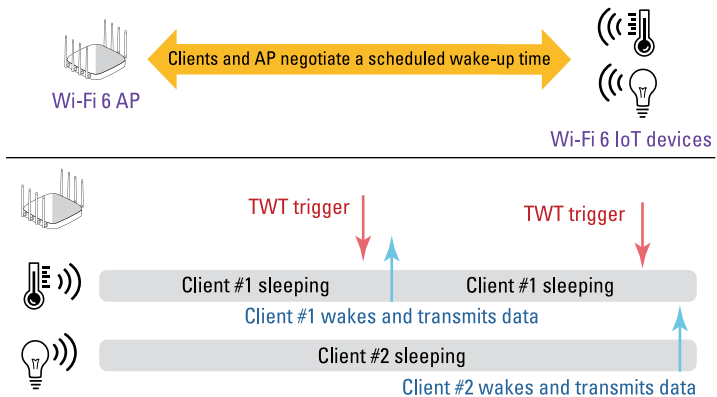 Clients and AP negotiate a scheduled wake-up time
Wi-Fi 6 AP
Wi-Fi 6 IoT devices
TWT trigger
TWT trigger
Client #1 sleeping
Client #1 sleeping
Client #1 wakes and transmits data
Client #2 sleeping
Client #2 wakes and transmits data